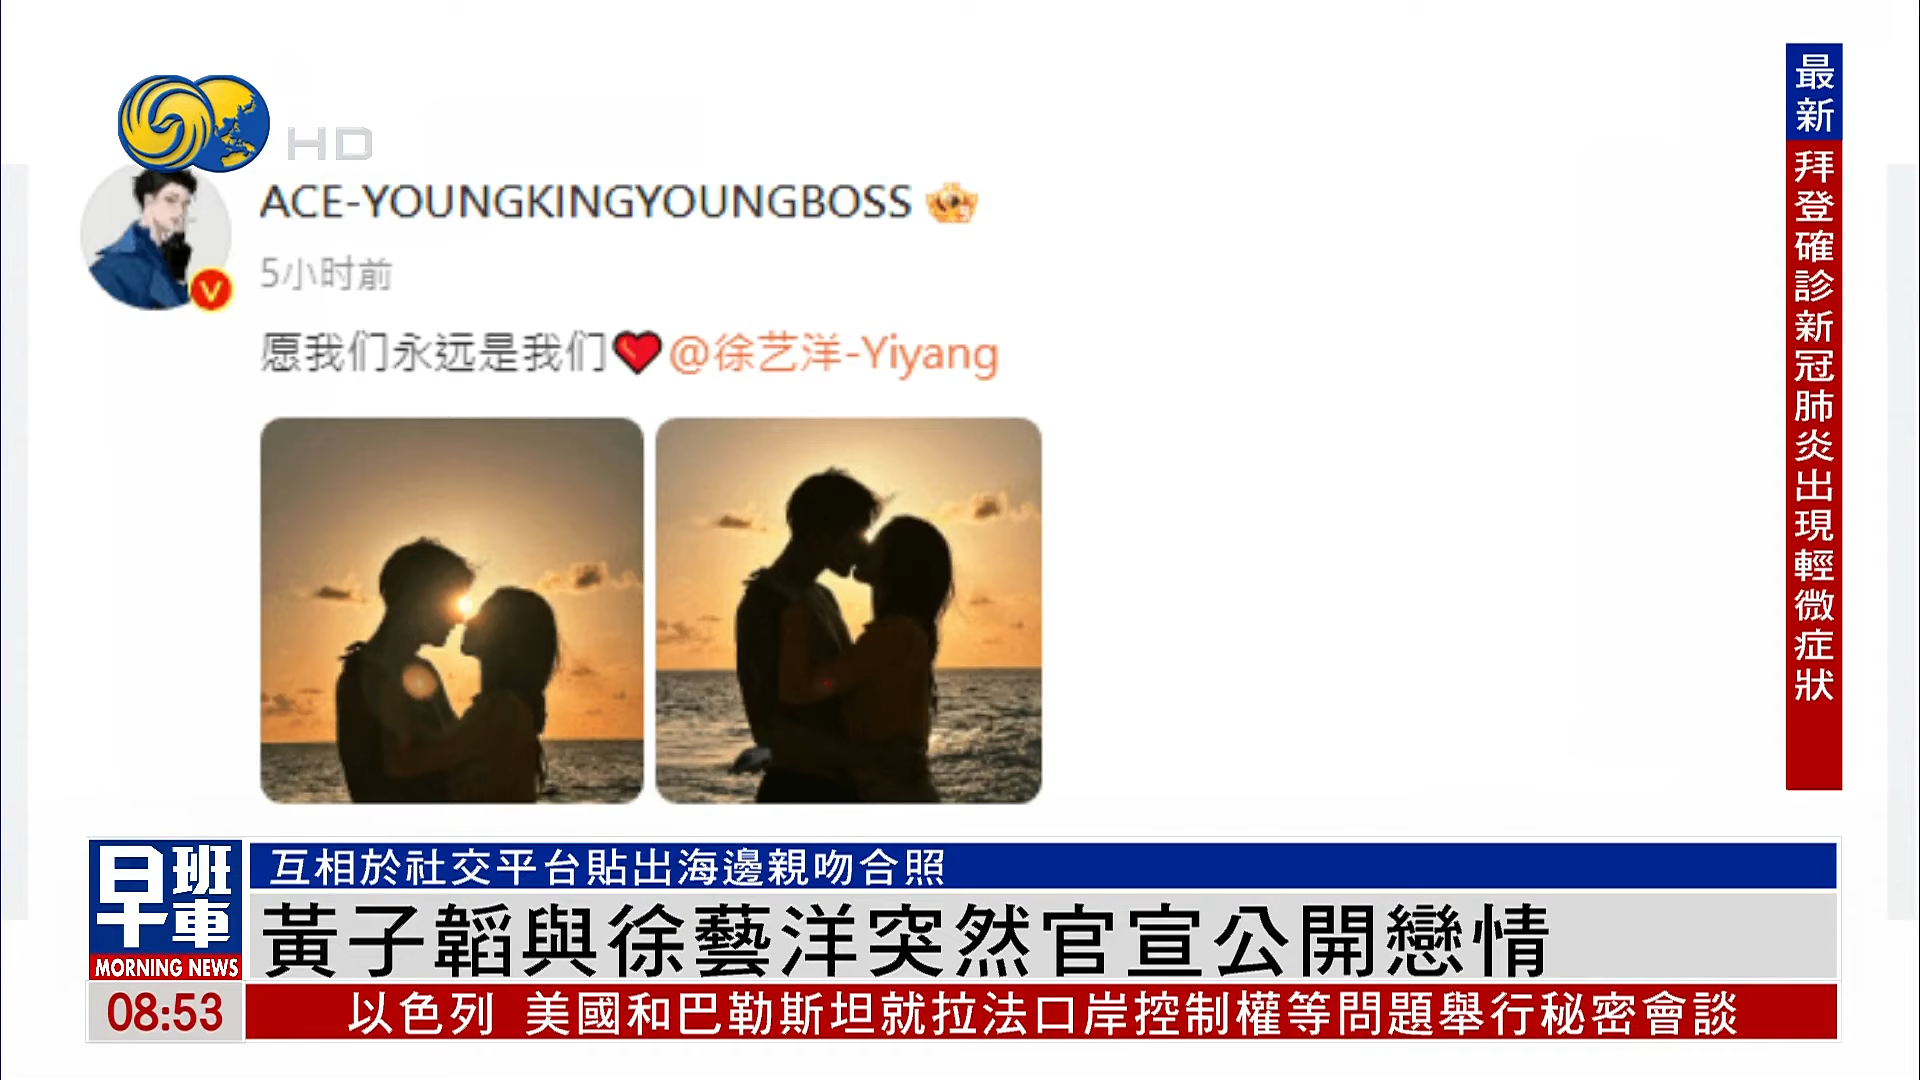 HD
ACE-YOUNGKINGYOUNGBOSS
5小时前
愿我们永远是我们❤@徐艺洋-Yiyang
最新
拜登確診新冠肺炎出現輕微症狀
早班車
MORNING NEWS
08:53
互相於社交平台貼出海邊親吻合照
黃子韜與徐藝洋突然官宣公開戀情
以色列 美國和巴勒斯坦就拉法口岸控制權等問題舉行秘密會談